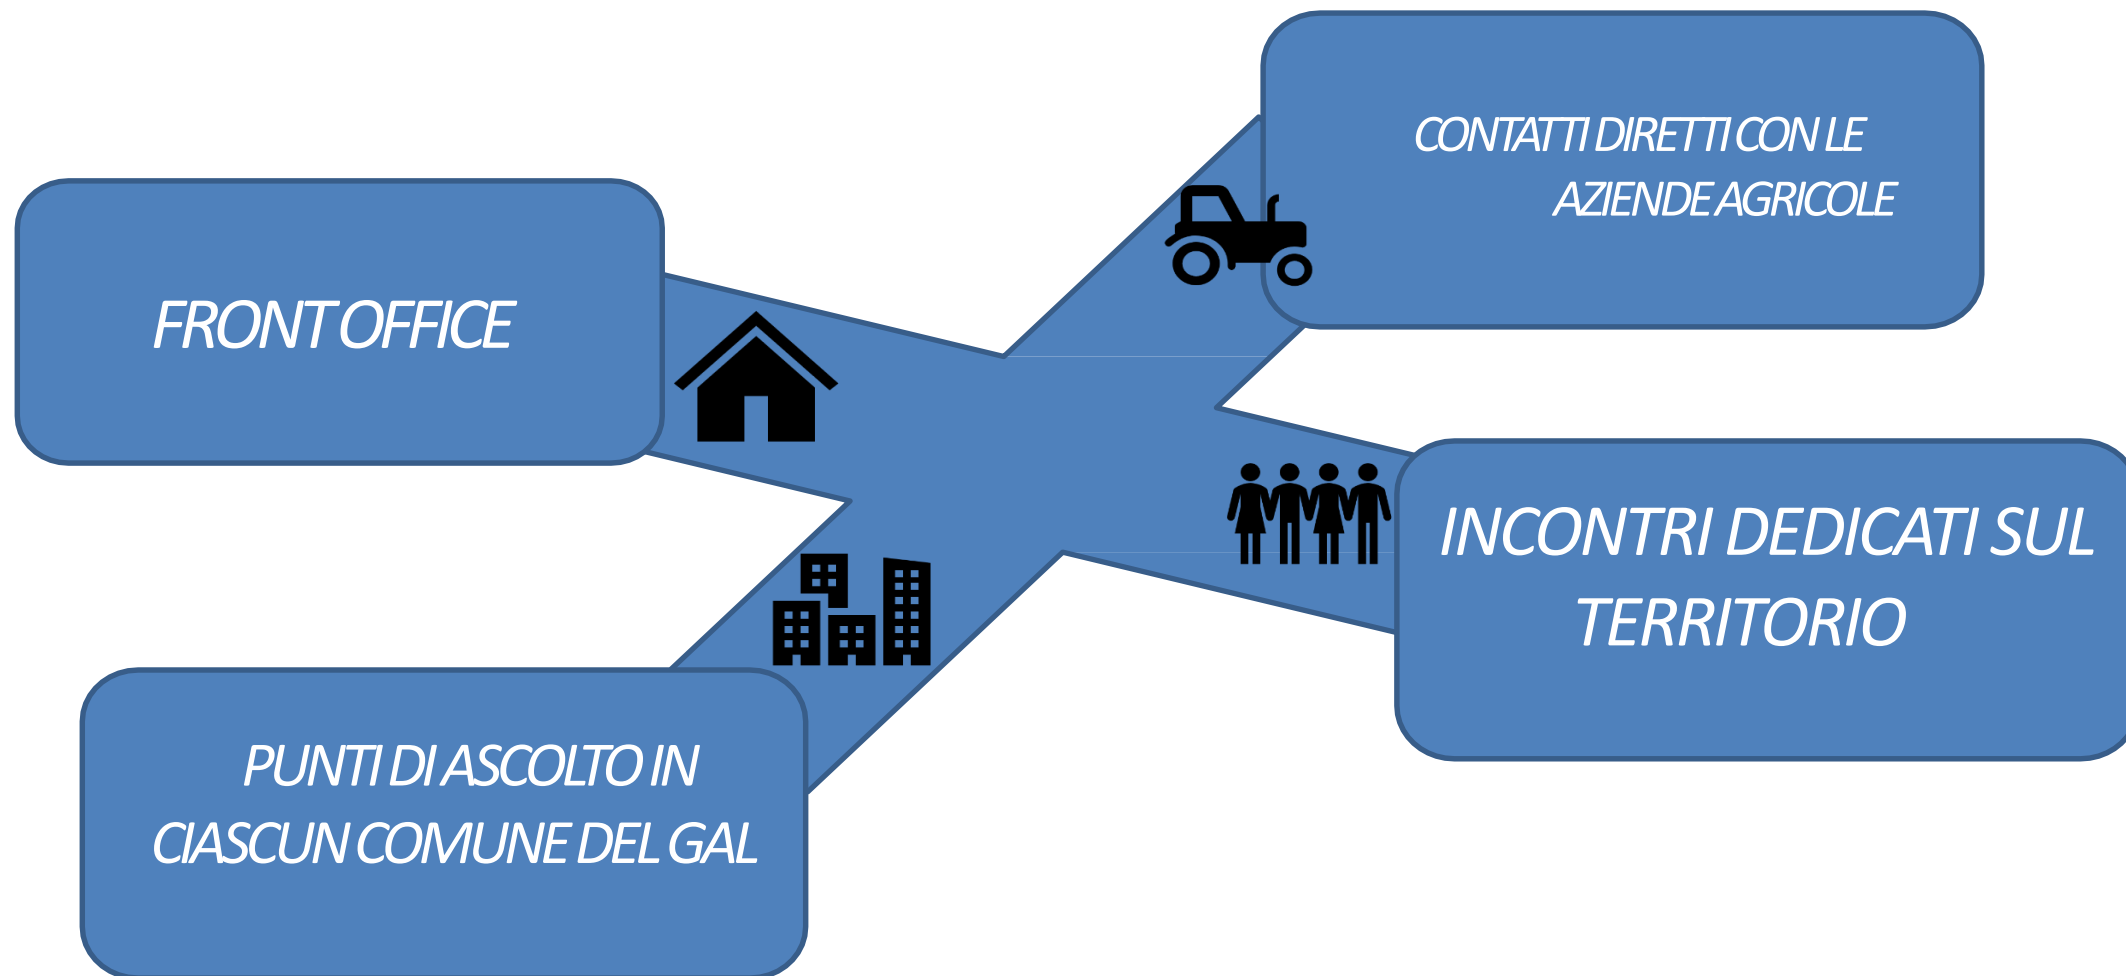 FRONT OFFICE
CONTATTI DIRETTI CON LE
AZIENDE AGRICOLE
PUNTI DI ASCOLTO IN
CIASCUN COMUNE DEL GAL
INCONTRI DEDICATI SUL
TERRITORIO